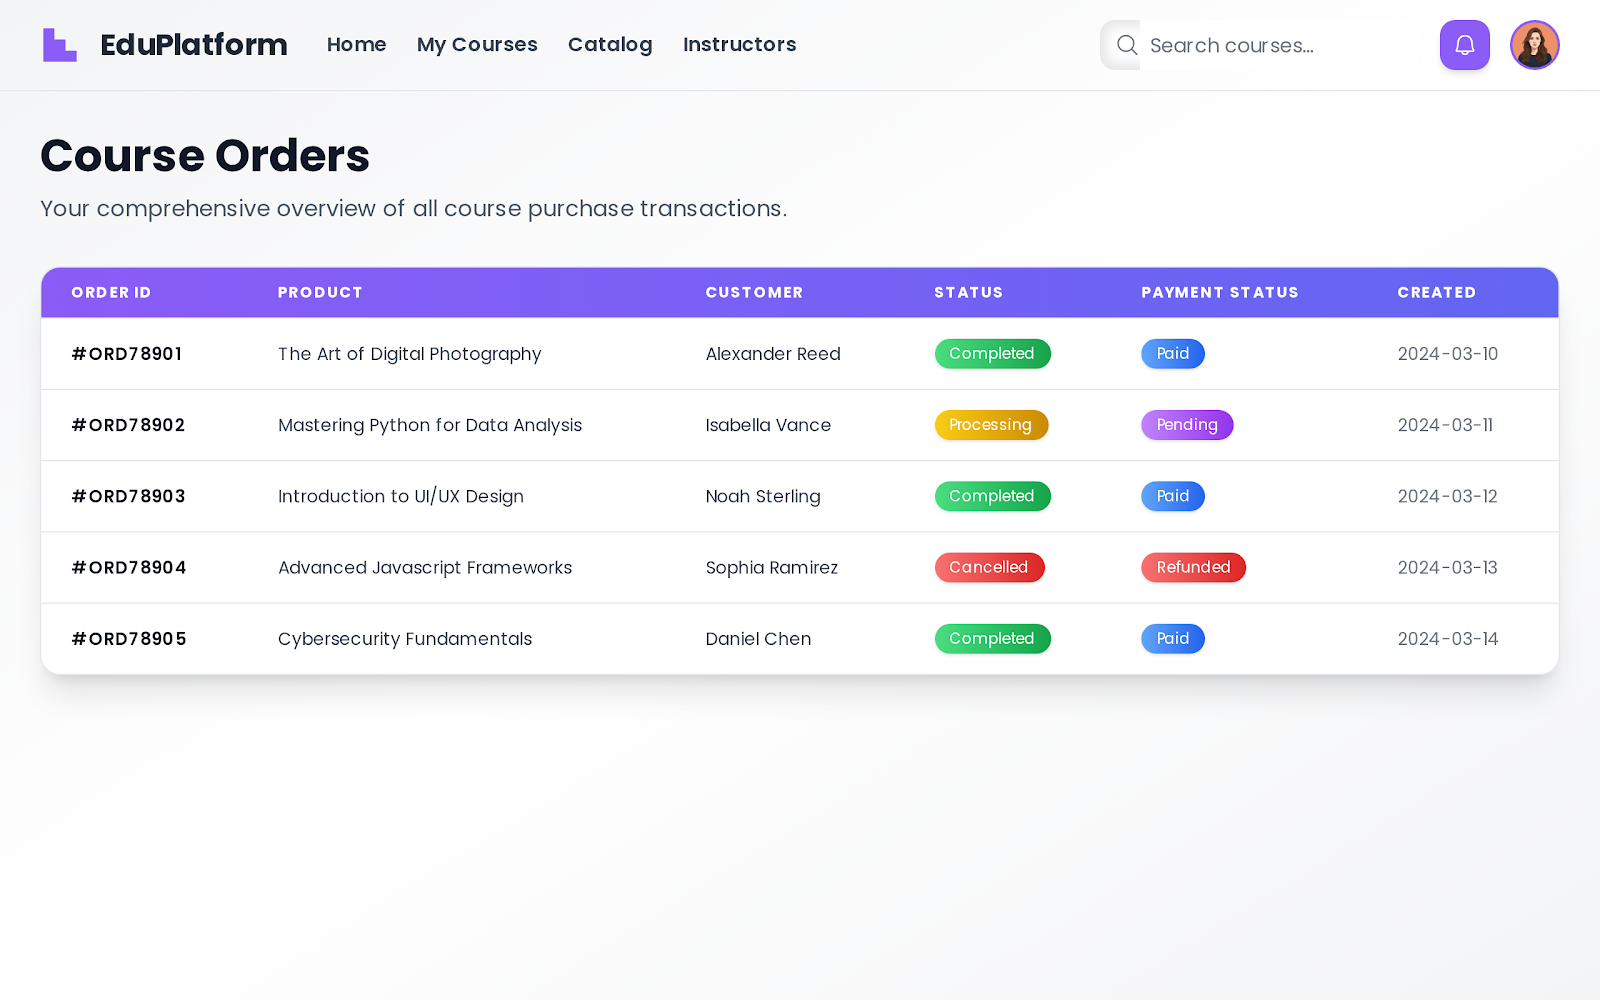 EduPlatform Home My Courses Catalog Instructors Search courses...
Course Orders
Your comprehensive overview of all course purchase transactions.
ORDER ID PRODUCT CUSTOMER STATUS PAYMENT STATUS CREATED
#ORD78901 The Art of Digital Photography Alexander Reed Completed Paid 2024-03-10
#ORD78902 Mastering Python for Data Analysis Isabella Vance Processing Pending 2024-03-11
#ORD78903 Introduction to UI/UX Design Noah Sterling Completed Paid 2024-03-12
#ORD78904 Advanced Javascript Frameworks Sophia Ramirez Cancelled Refunded 2024-03-13
#ORD78905 Cybersecurity Fundamentals Daniel Chen Completed Paid 2024-03-14